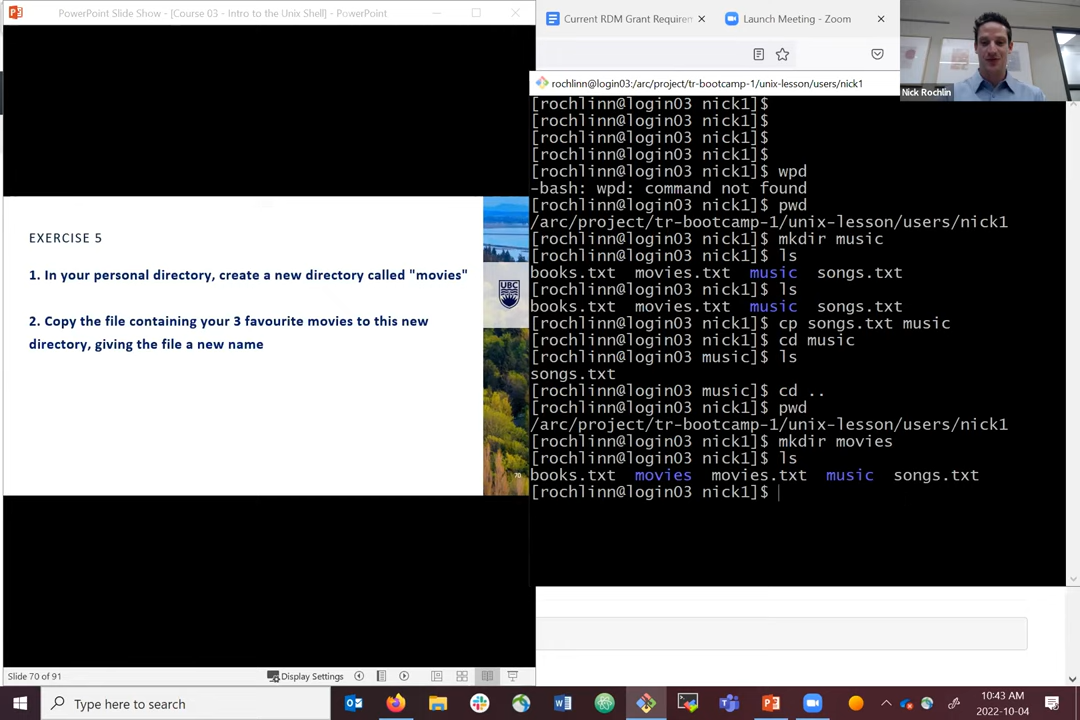 PowerPoint Slide Show - [Course 03 - Intro to the Unix Shell] - PowerPoint
Current RDM Grant Requiren
Launch Meeting - Zoom
rochlinn@login03:/arc/project/tr-bootcamp-1/unix-lesson/users/nick1
Nick Rochlin
[rochlinn@login03 nick1]$
[rochlinn@login03 nick1]$
[rochlinn@login03 nick1]$
[rochlinn@login03 nick1]$
[rochlinn@login03 nick1]$ wpd
-bash: wpd: command not found
[rochlinn@login03 nick1]$ pwd
/arc/project/tr-bootcamp-1/unix-lesson/users/nick1
[rochlinn@login03 nick1]$ mkdir music
[rochlinn@login03 nick1]$ ls
books.txt movies.txt music songs.txt
[rochlinn@login03 nick1]$ ls
books.txt movies.txt music songs.txt
[rochlinn@login03 nick1]$ cp songs.txt music
[rochlinn@login03 nick1]$ cd music
[rochlinn@login03 music]$ ls
songs.txt
[rochlinn@login03 music]$ cd ..
[rochlinn@login03 nick1]$ pwd
/arc/project/tr-bootcamp-1/unix-lesson/users/nick1
[rochlinn@login03 nick1]$ mkdir movies
[rochlinn@login03 nick1]$ ls
books.txt movies movies.txt music songs.txt
[rochlinn@login03 nick1]$
EXERCISE 5
1. In your personal directory, create a new directory called "movies"
2. Copy the file containing your 3 favourite movies to this new
directory, giving the file a new name
UBC
70
Slide 70 of 91
Display Settings
Type here to search
10:43 AM
2022-10-04